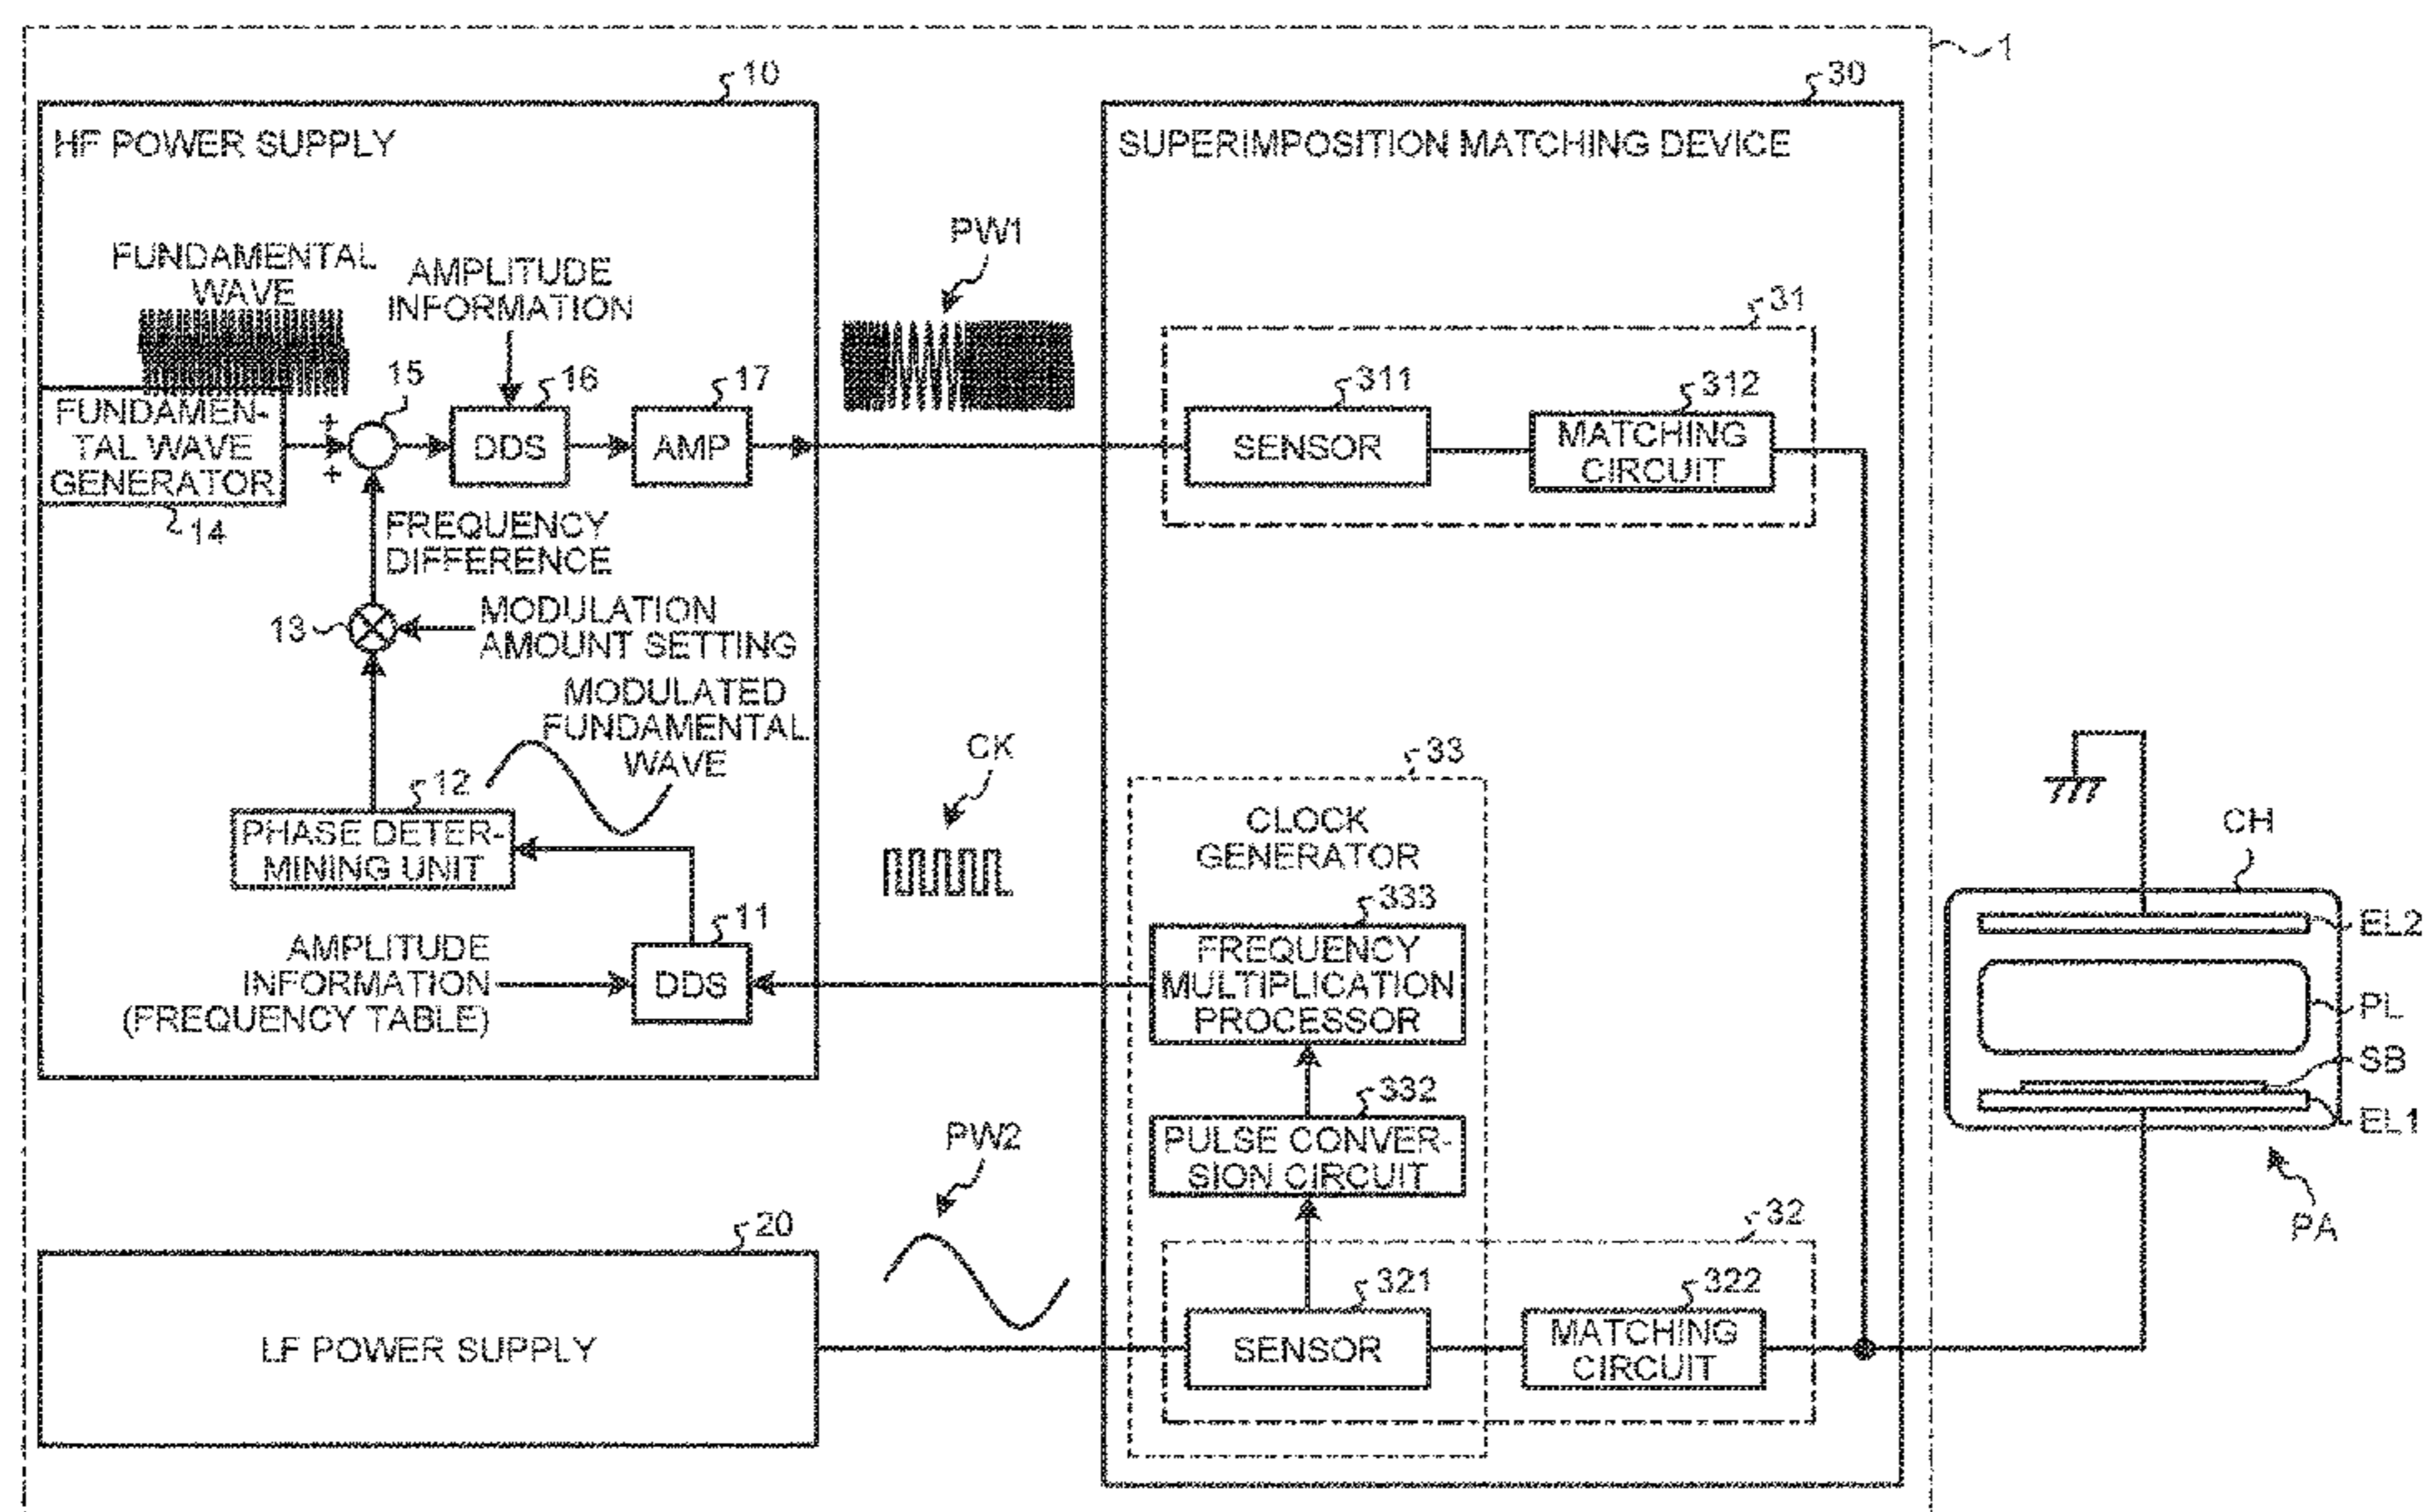 1
10
30
HF POWER SUPPLY
SUPERIMPOSITION MATCHING DEVICE
FUNDAMENTAL
WAVE
AMPLITUDE
INFORMATION
PW1
31
15
16
17
311
312
FUNDAMEN-
TAL WAVE
GENERATOR
+
+
DDS
AMP
SENSOR
MATCHING
CIRCUIT
14
FREQUENCY
DIFFERENCE
13
MODULATION
AMOUNT SETTING
MODULATED
FUNDAMENTAL
WAVE
CK
33
12
PHASE DETER-
MINING UNIT
CLOCK
GENERATOR
CH
333
EL2
11
AMPLITUDE
INFORMATION
(FREQUENCY TABLE)
DDS
FREQUENCY
MULTIPLICATION
PROCESSOR
PL
SB
332
EL1
PULSE CONVER-
SION CIRCUIT
PW2
PA
20
32
321
322
LF POWER SUPPLY
SENSOR
MATCHING
CIRCUIT